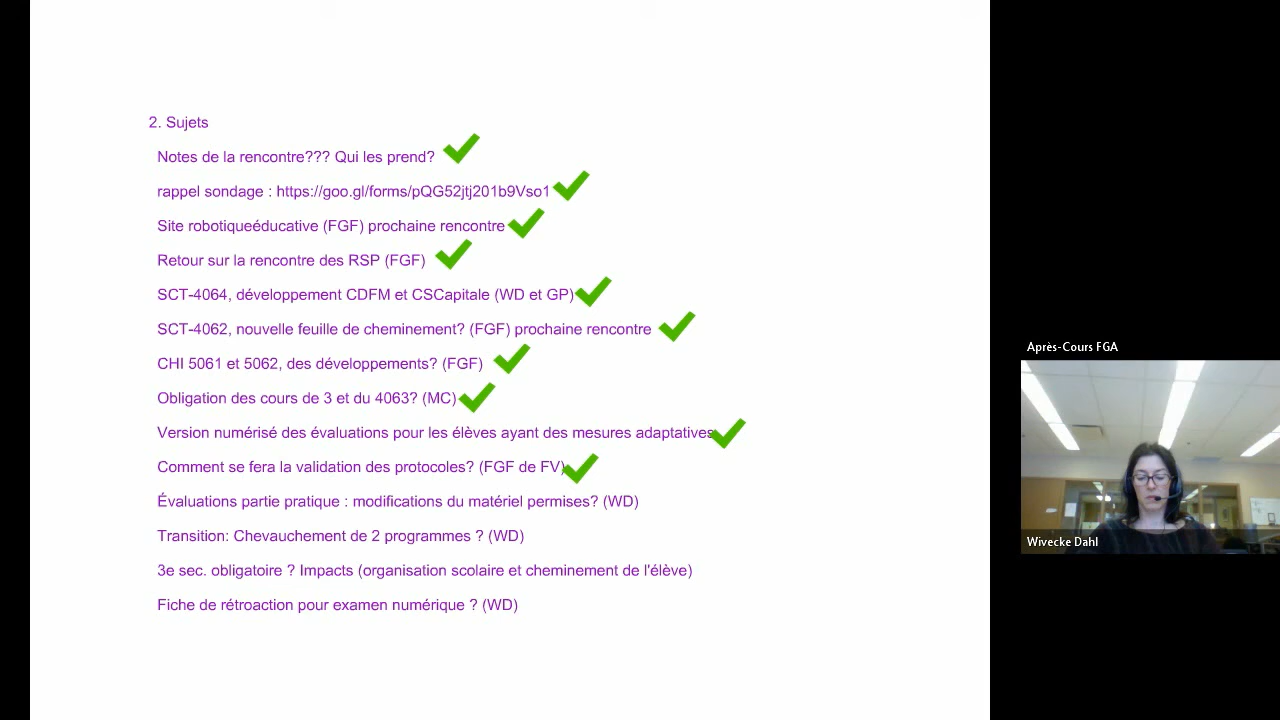 2. Sujets
Notes de la rencontre??? Qui les prend?
rappel sondage : https://goo.gl/forms/pQG52jtj201b9Vso1
Site robotiqueéducative (FGF) prochaine rencontre
Retour sur la rencontre des RSP (FGF)
SCT-4064, développement CDFM et CSCapitale (WD et GP)
SCT-4062, nouvelle feuille de cheminement? (FGF) prochaine rencontre
CHI 5061 et 5062, des développements? (FGF)
Obligation des cours de 3 et du 4063? (MC)
Version numérisé des évaluations pour les élèves ayant des mesures adaptatives
Comment se fera la validation des protocoles? (FGF de FV)
Évaluations partie pratique : modifications du matériel permises? (WD)
Transition: Chevauchement de 2 programmes ? (WD)
3e sec. obligatoire ? Impacts (organisation scolaire et cheminement de l'élève)
Fiche de rétroaction pour examen numérique ? (WD)
Après-Cours FGA
Wivecke Dahl